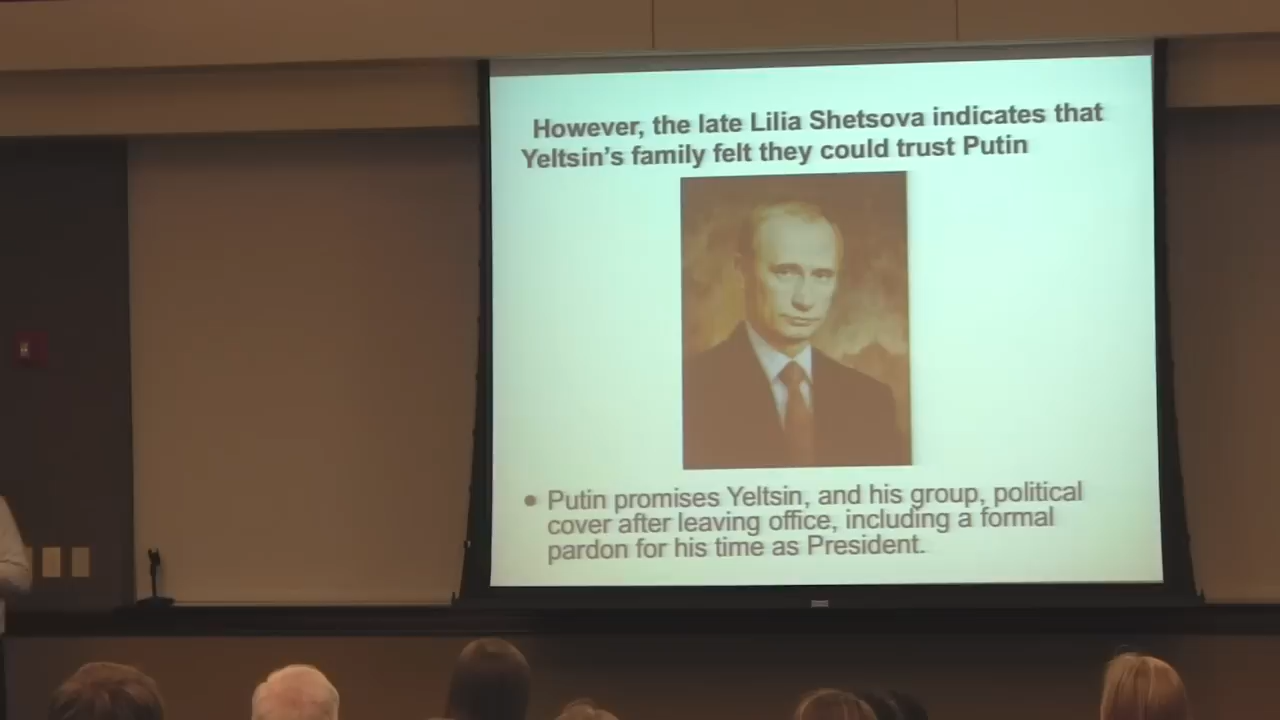 However, the late Lilia Shetsova indicates that
Yeltsin's family felt they could trust Putin
• Putin promises Yeltsin, and his group, political
cover after leaving office, including a formal
pardon for his time as President.